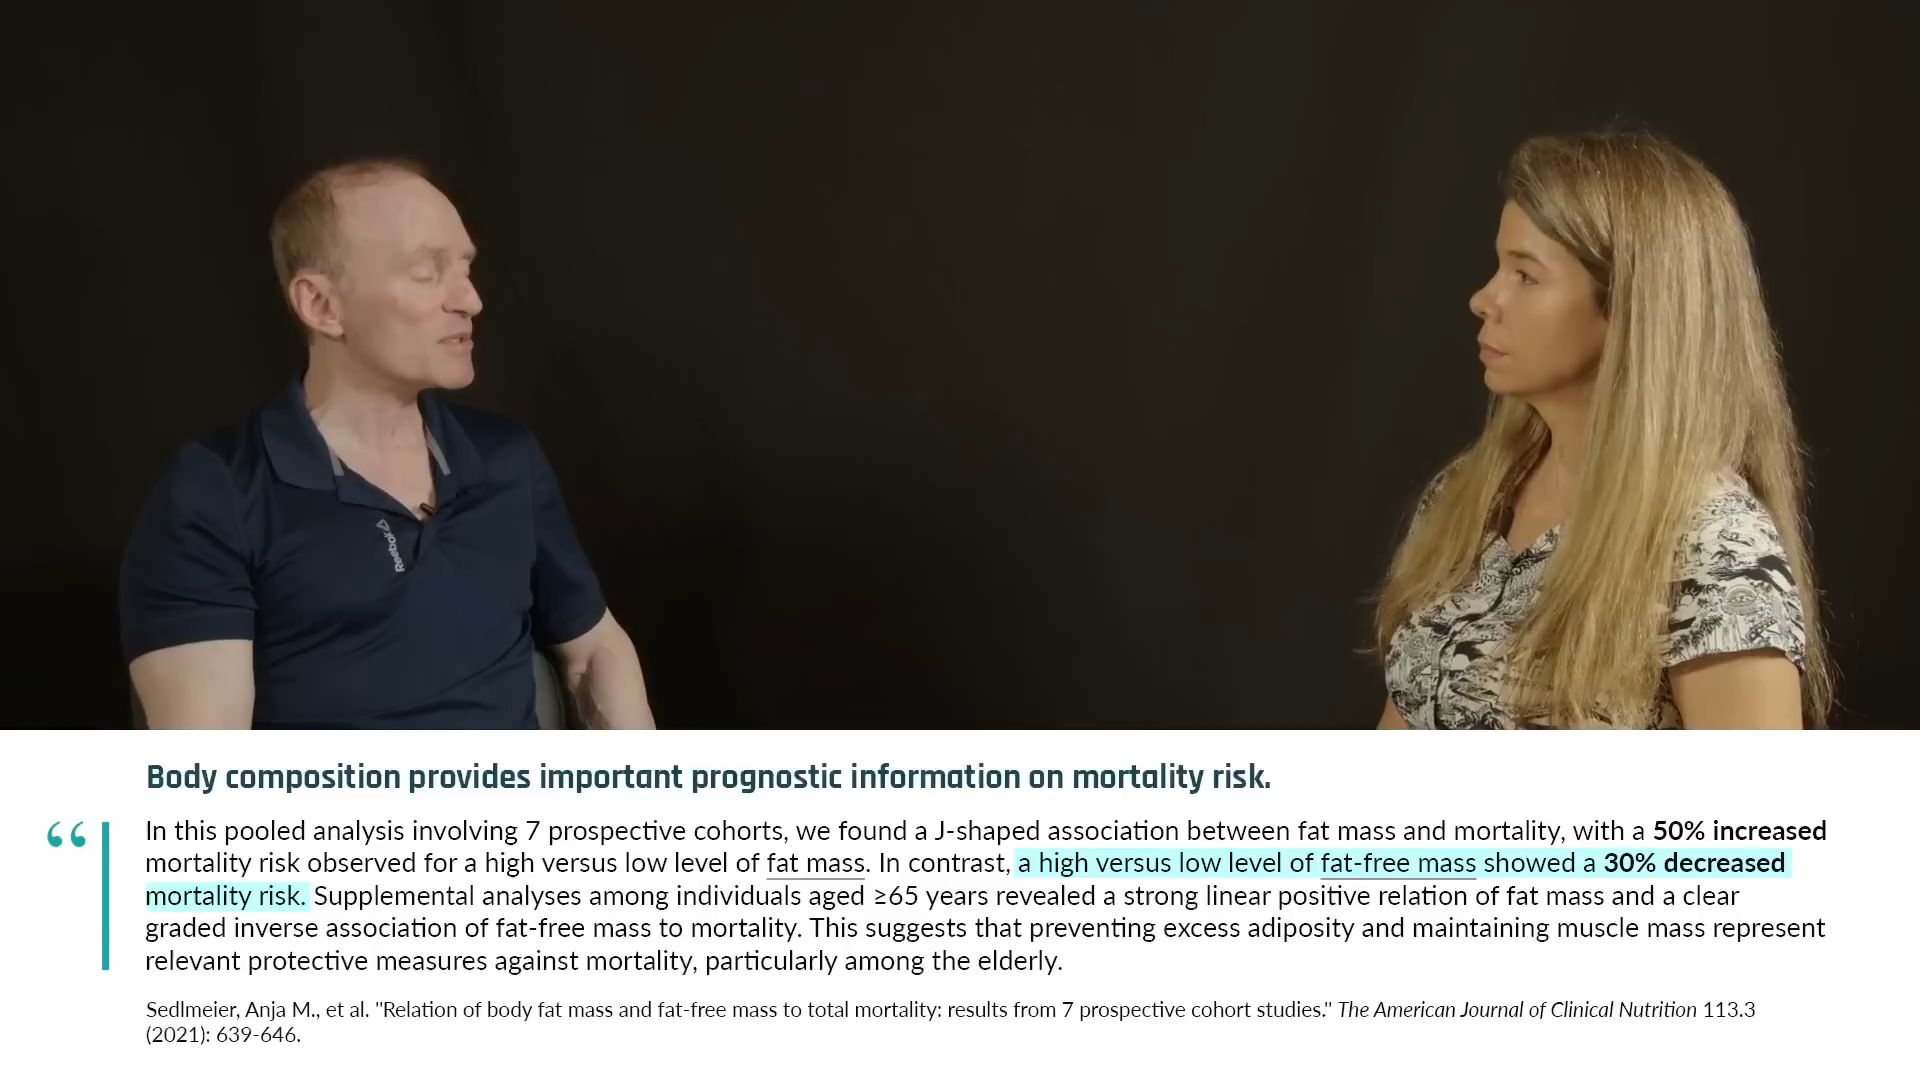 Reebok
Body composition provides important prognostic information on mortality risk.
“
In this pooled analysis involving 7 prospective cohorts, we found a J-shaped association between fat mass and mortality, with a 50% increased
mortality risk observed for a high versus low level of fat mass. In contrast, a high versus low level of fat-free mass showed a 30% decreased
mortality risk. Supplemental analyses among individuals aged ≥65 years revealed a strong linear positive relation of fat mass and a clear
graded inverse association of fat-free mass to mortality. This suggests that preventing excess adiposity and maintaining muscle mass represent
relevant protective measures against mortality, particularly among the elderly.
Sedlmeier, Anja M., et al. "Relation of body fat mass and fat-free mass to total mortality: results from 7 prospective cohort studies." The American Journal of Clinical Nutrition 113.3
(2021): 639-646.